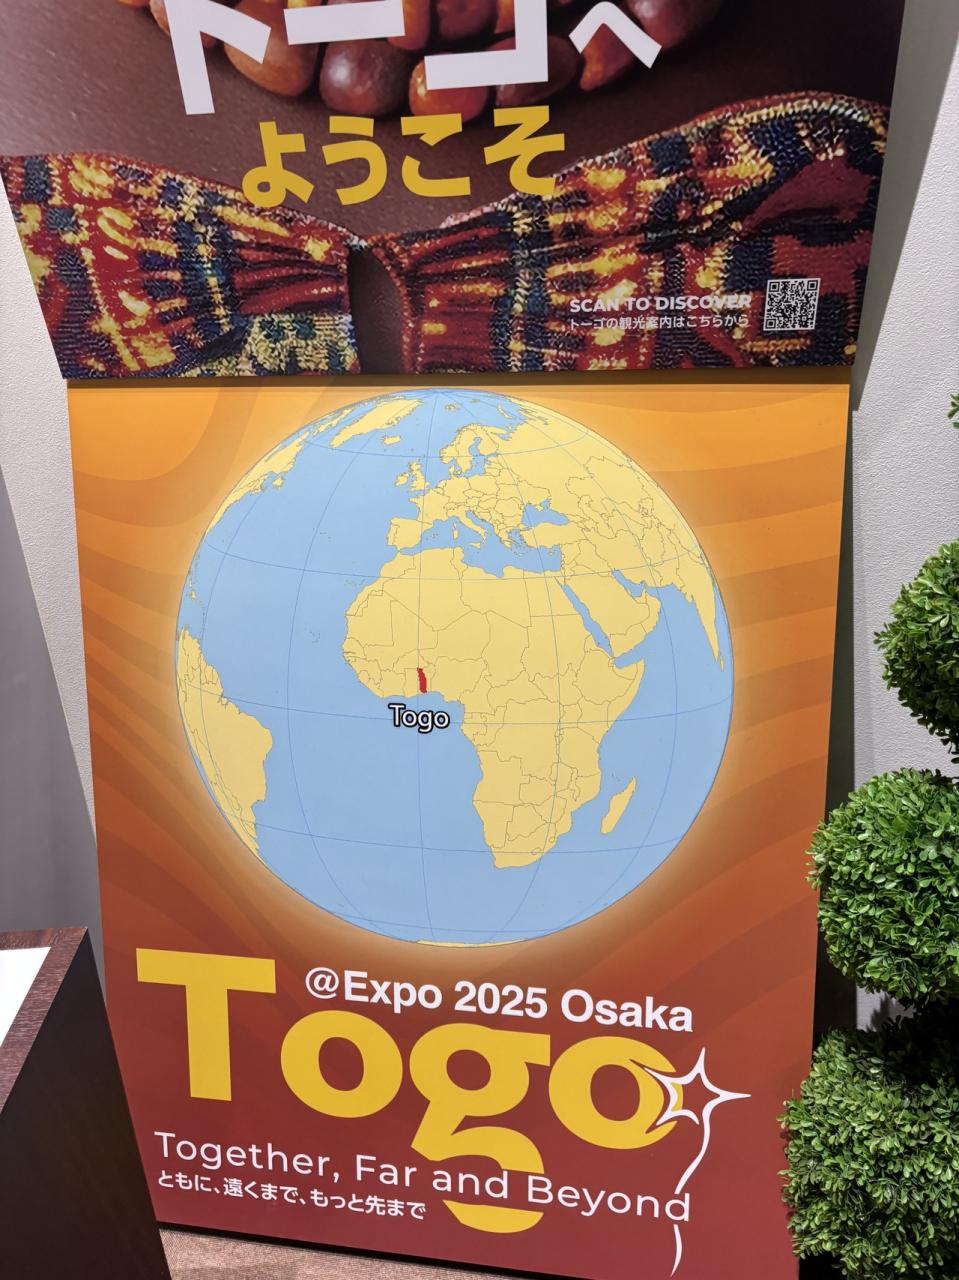 トーゴへ
ようこそ
SCAN TO DISCOVER
トーゴの観光案内はこちらから
Togo
@Expo 2025 Osaka
Togo
Together, Far and Beyond
ともに、遠くまで、もっと先まで